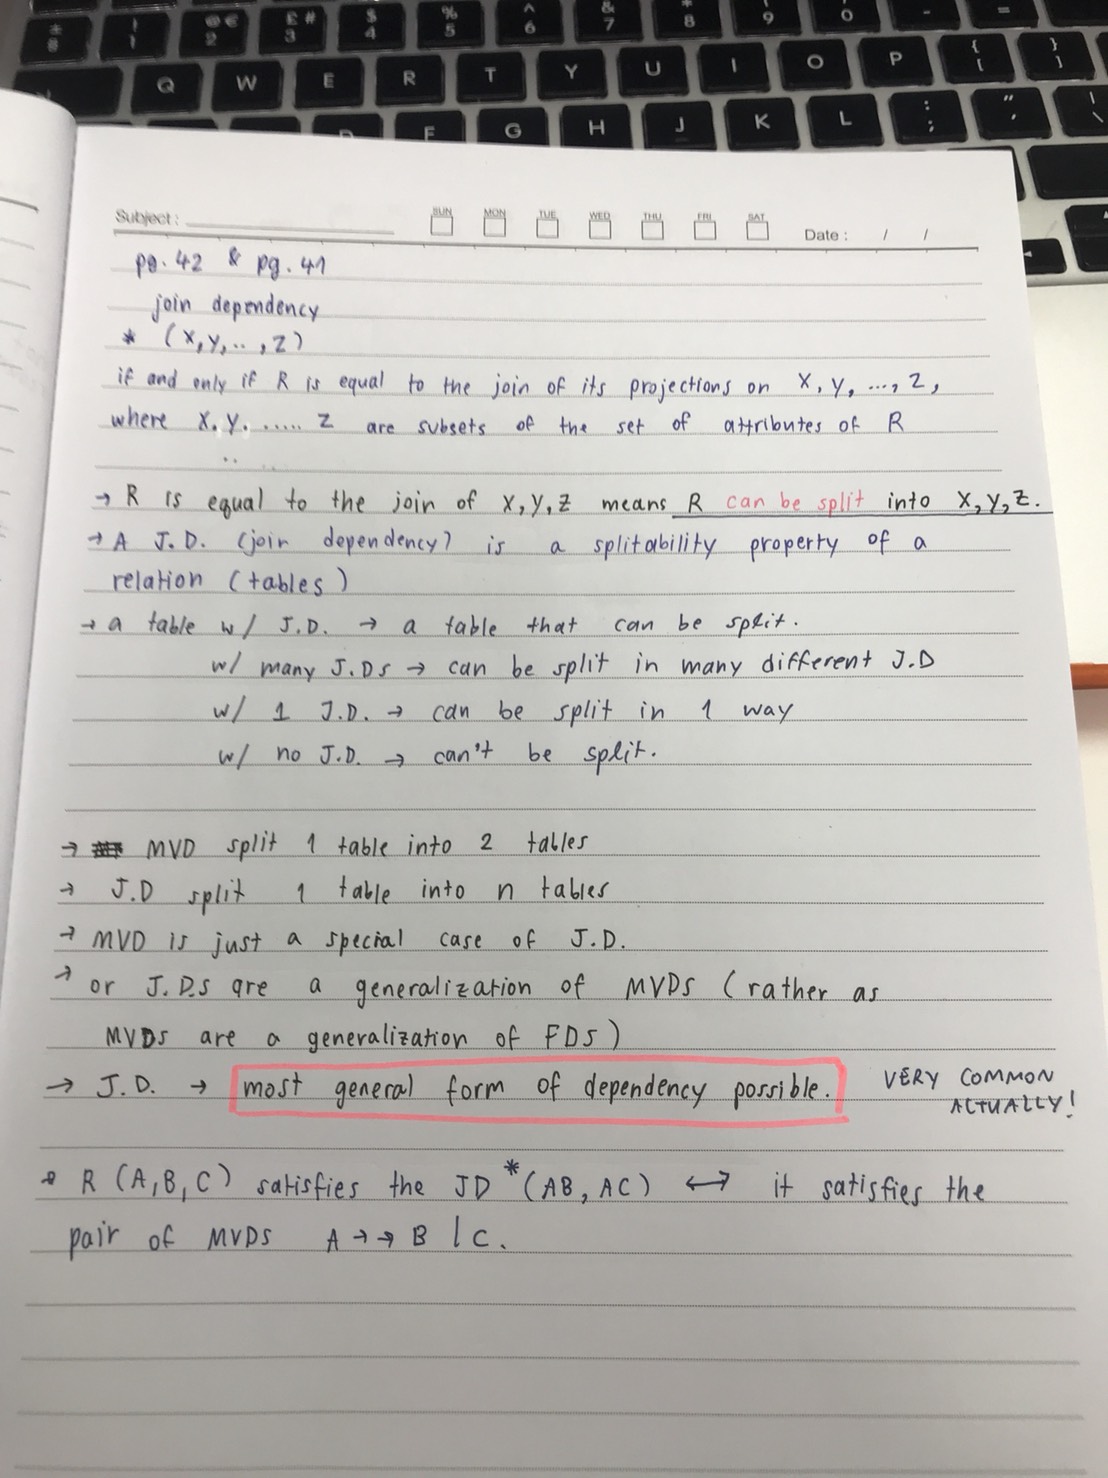 ± §
! 1
@ € 2
£ # 3
$ 4
% 5
^ 6
& 7
* 8
9
0
-
=
Q W E R T Y U I O P { [ } ]
F G H J K L : ; "
Subject : SUN MON TUE WED THU FRI SAT Date : / /
pg. 42 & pg. 41
join dependency
* (X,Y,..,Z)
if and only if R is equal to the join of its projections on X, Y, ..., Z,
where X. Y. ..... Z are subsets of the set of attributes of R
→ R is equal to the join of X,Y,Z means R can be split into X,Y,Z.
→ A J.D. (join dependency) is a splitability property of a
relation (tables)
→ a table w/ J.D. → a table that can be split.
w/ many J.Ds → can be split in many different J.D
w/ 1 J.D. → can be split in 1 way
w/ no J.D. → can't be split.
→ MVD split 1 table into 2 tables
→ J.D split 1 table into n tables
→ MVD is just a special case of J.D.
→ or J.Ds are a generalization of MVDs (rather as
MVDs are a generalization of FDs)
→ J.D. → most general form of dependency possible. VERY COMMON
ACTUALLY!
• R (A,B,C) satisfies the JD *(AB, AC) ↔ it satisfies the
pair of MVDs A →→ B | C.